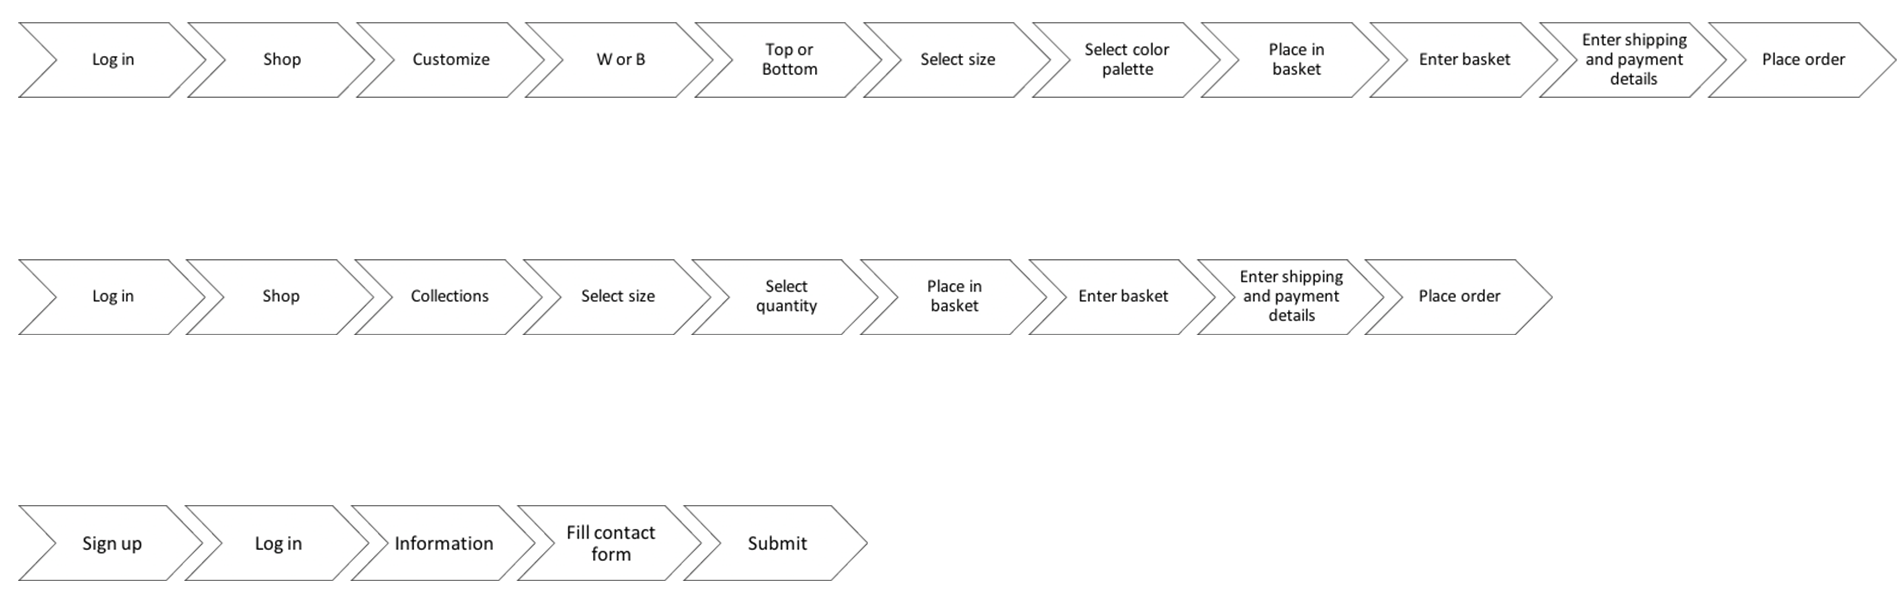 Log in
Shop
Customize
W or B
Top or
Bottom
Select size
Select color
palette
Place in
basket
Enter basket
Enter shipping
and payment
details
Place order
Log in
Shop
Collections
Select size
Select
quantity
Place in
basket
Enter basket
Enter shipping
and payment
details
Place order
Sign up
Log in
Information
Fill contact
form
Submit